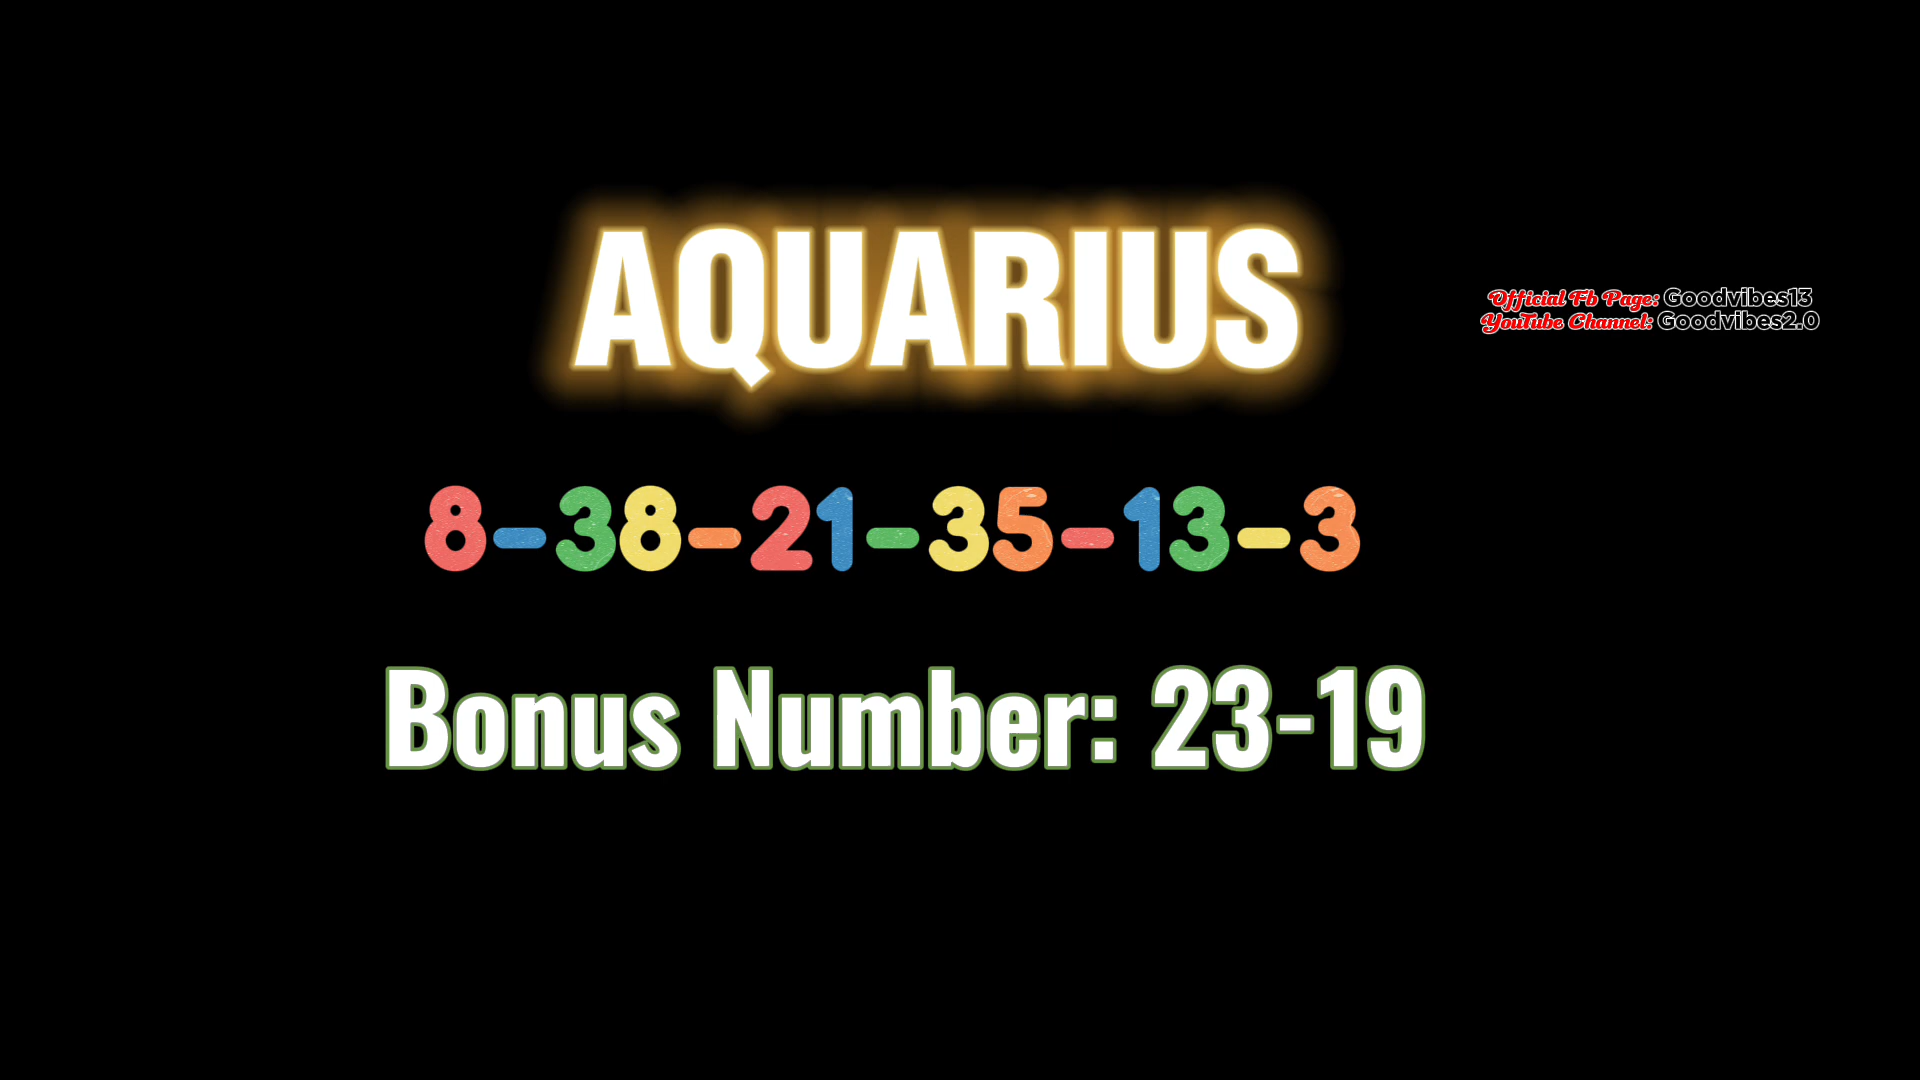 AQUARIUS
Official Fb Page: Goodvibes13
YouTube Channel: Goodvibes2.0
8-38-21-35-13-3
Bonus Number: 23-19